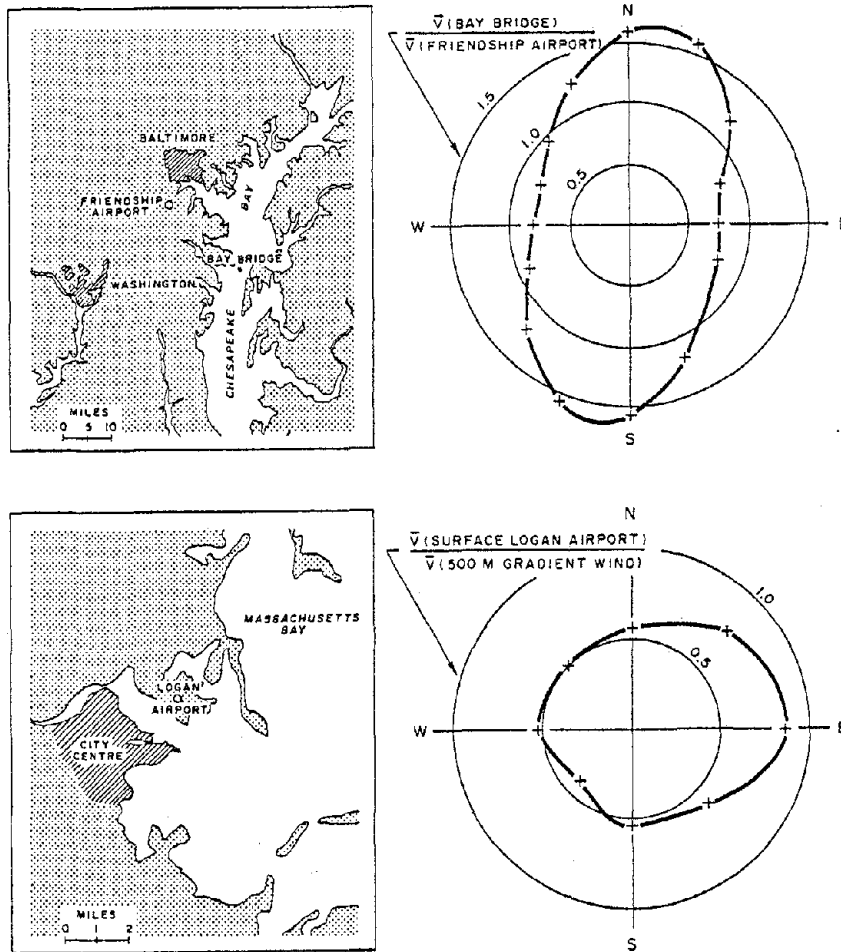 BALTIMORE
FRIENDSHIP
AIRPORT
BAY
BAY BRIDGE
WASHINGTON
CHESAPEAKE
MILES
0 5 10
V (BAY BRIDGE)
V (FRIENDSHIP AIRPORT)
N
1.5
1.0
0.5
W
E
S
MASSACHUSETTS
BAY
LOGAN
AIRPORT
CITY
CENTRE
MILES
0 1 2
N
V (SURFACE LOGAN AIRPORT)
V (500 M GRADIENT WIND)
1.0
0.5
W
E
S